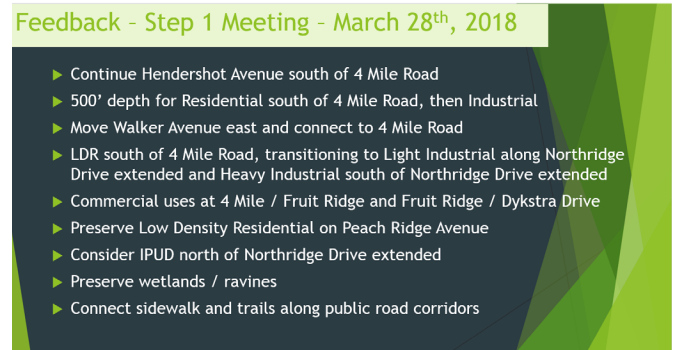 Feedback – Step 1 Meeting – March 28th, 2018
Continue Hendershot Avenue south of 4 Mile Road
500’ depth for Residential south of 4 Mile Road, then Industrial
Move Walker Avenue east and connect to 4 Mile Road
LDR south of 4 Mile Road, transitioning to Light Industrial along Northridge
Drive extended and Heavy Industrial south of Northridge Drive extended
Commercial uses at 4 Mile / Fruit Ridge and Fruit Ridge / Dykstra Drive
Preserve Low Density Residential on Peach Ridge Avenue
Consider IPUD north of Northridge Drive extended
Preserve wetlands / ravines
Connect sidewalk and trails along public road corridors